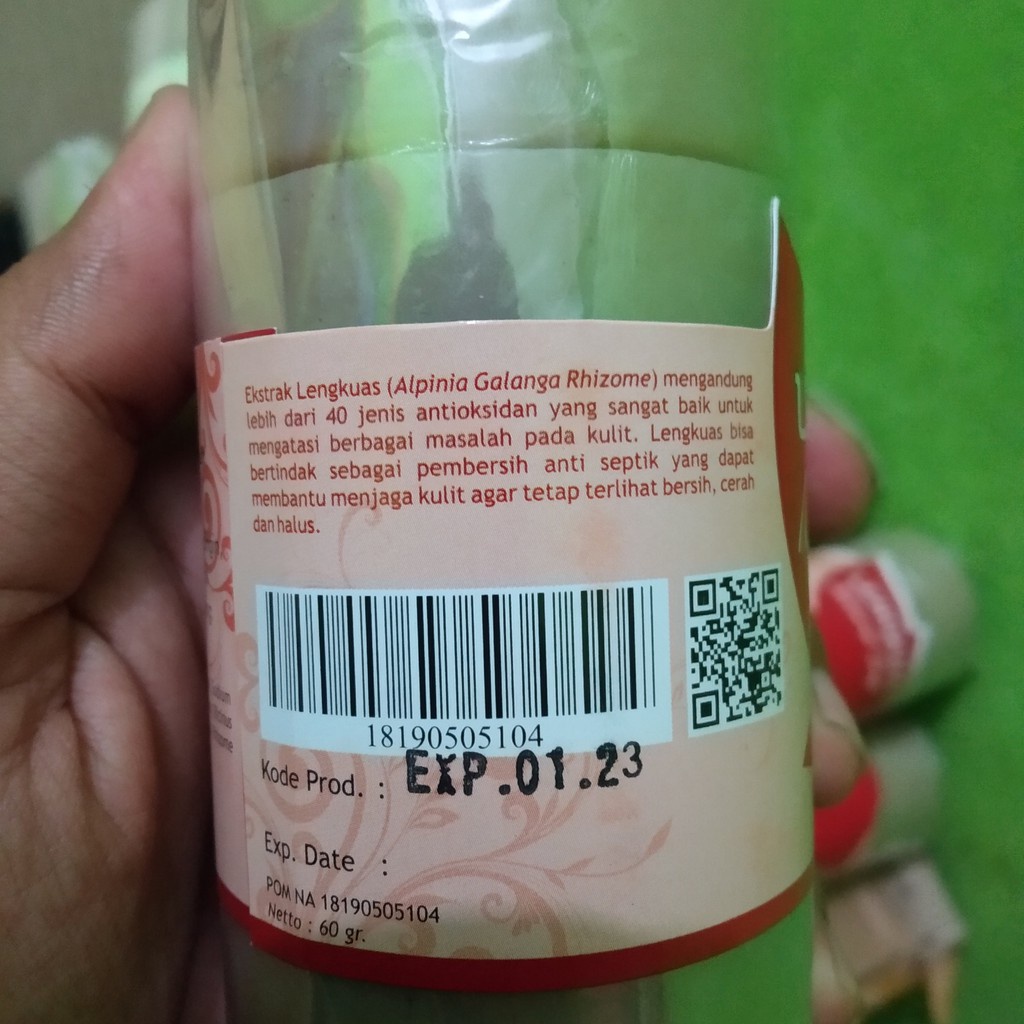 Ekstrak Lengkuas (Alpinia Galanga Rhizome) mengandung
lebih dari 40 jenis antioksidan yang sangat baik untuk
mengatasi berbagai masalah pada kulit. Lengkuas bisa
bertindak sebagai pembersih anti septik yang dapat
membantu menjaga kulit agar tetap terlihat bersih, cerah
dan halus.
18190505104
Kode Prod. : EXP.01.23
Exp. Date :
POM NA 18190505104
Netto : 60 gr.